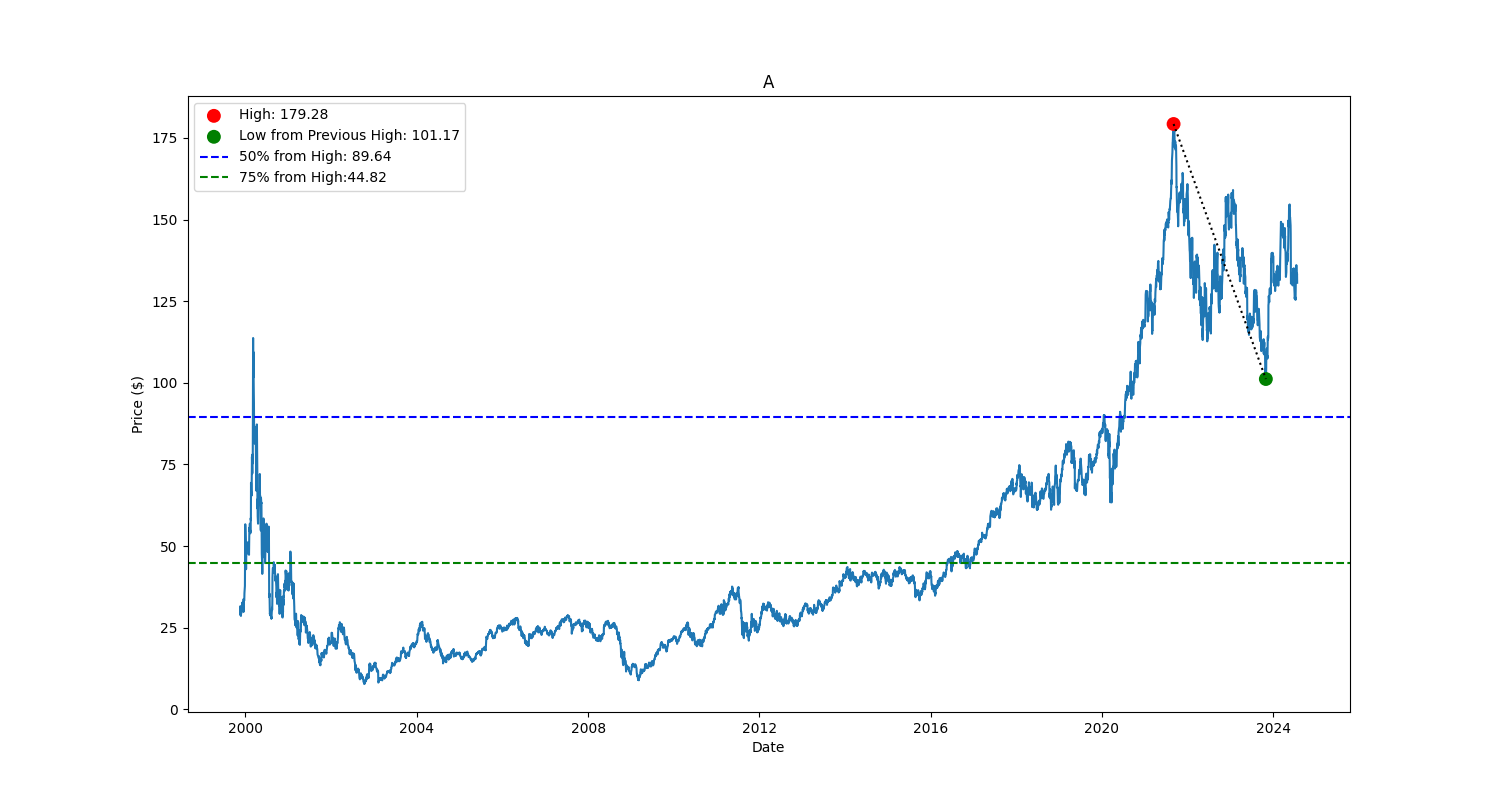 A
High: 179.28
Low from Previous High: 101.17
50% from High: 89.64
75% from High:44.82
Price ($)
175
150
125
100
75
50
25
0
2000 2004 2008 2012 2016 2020 2024
Date